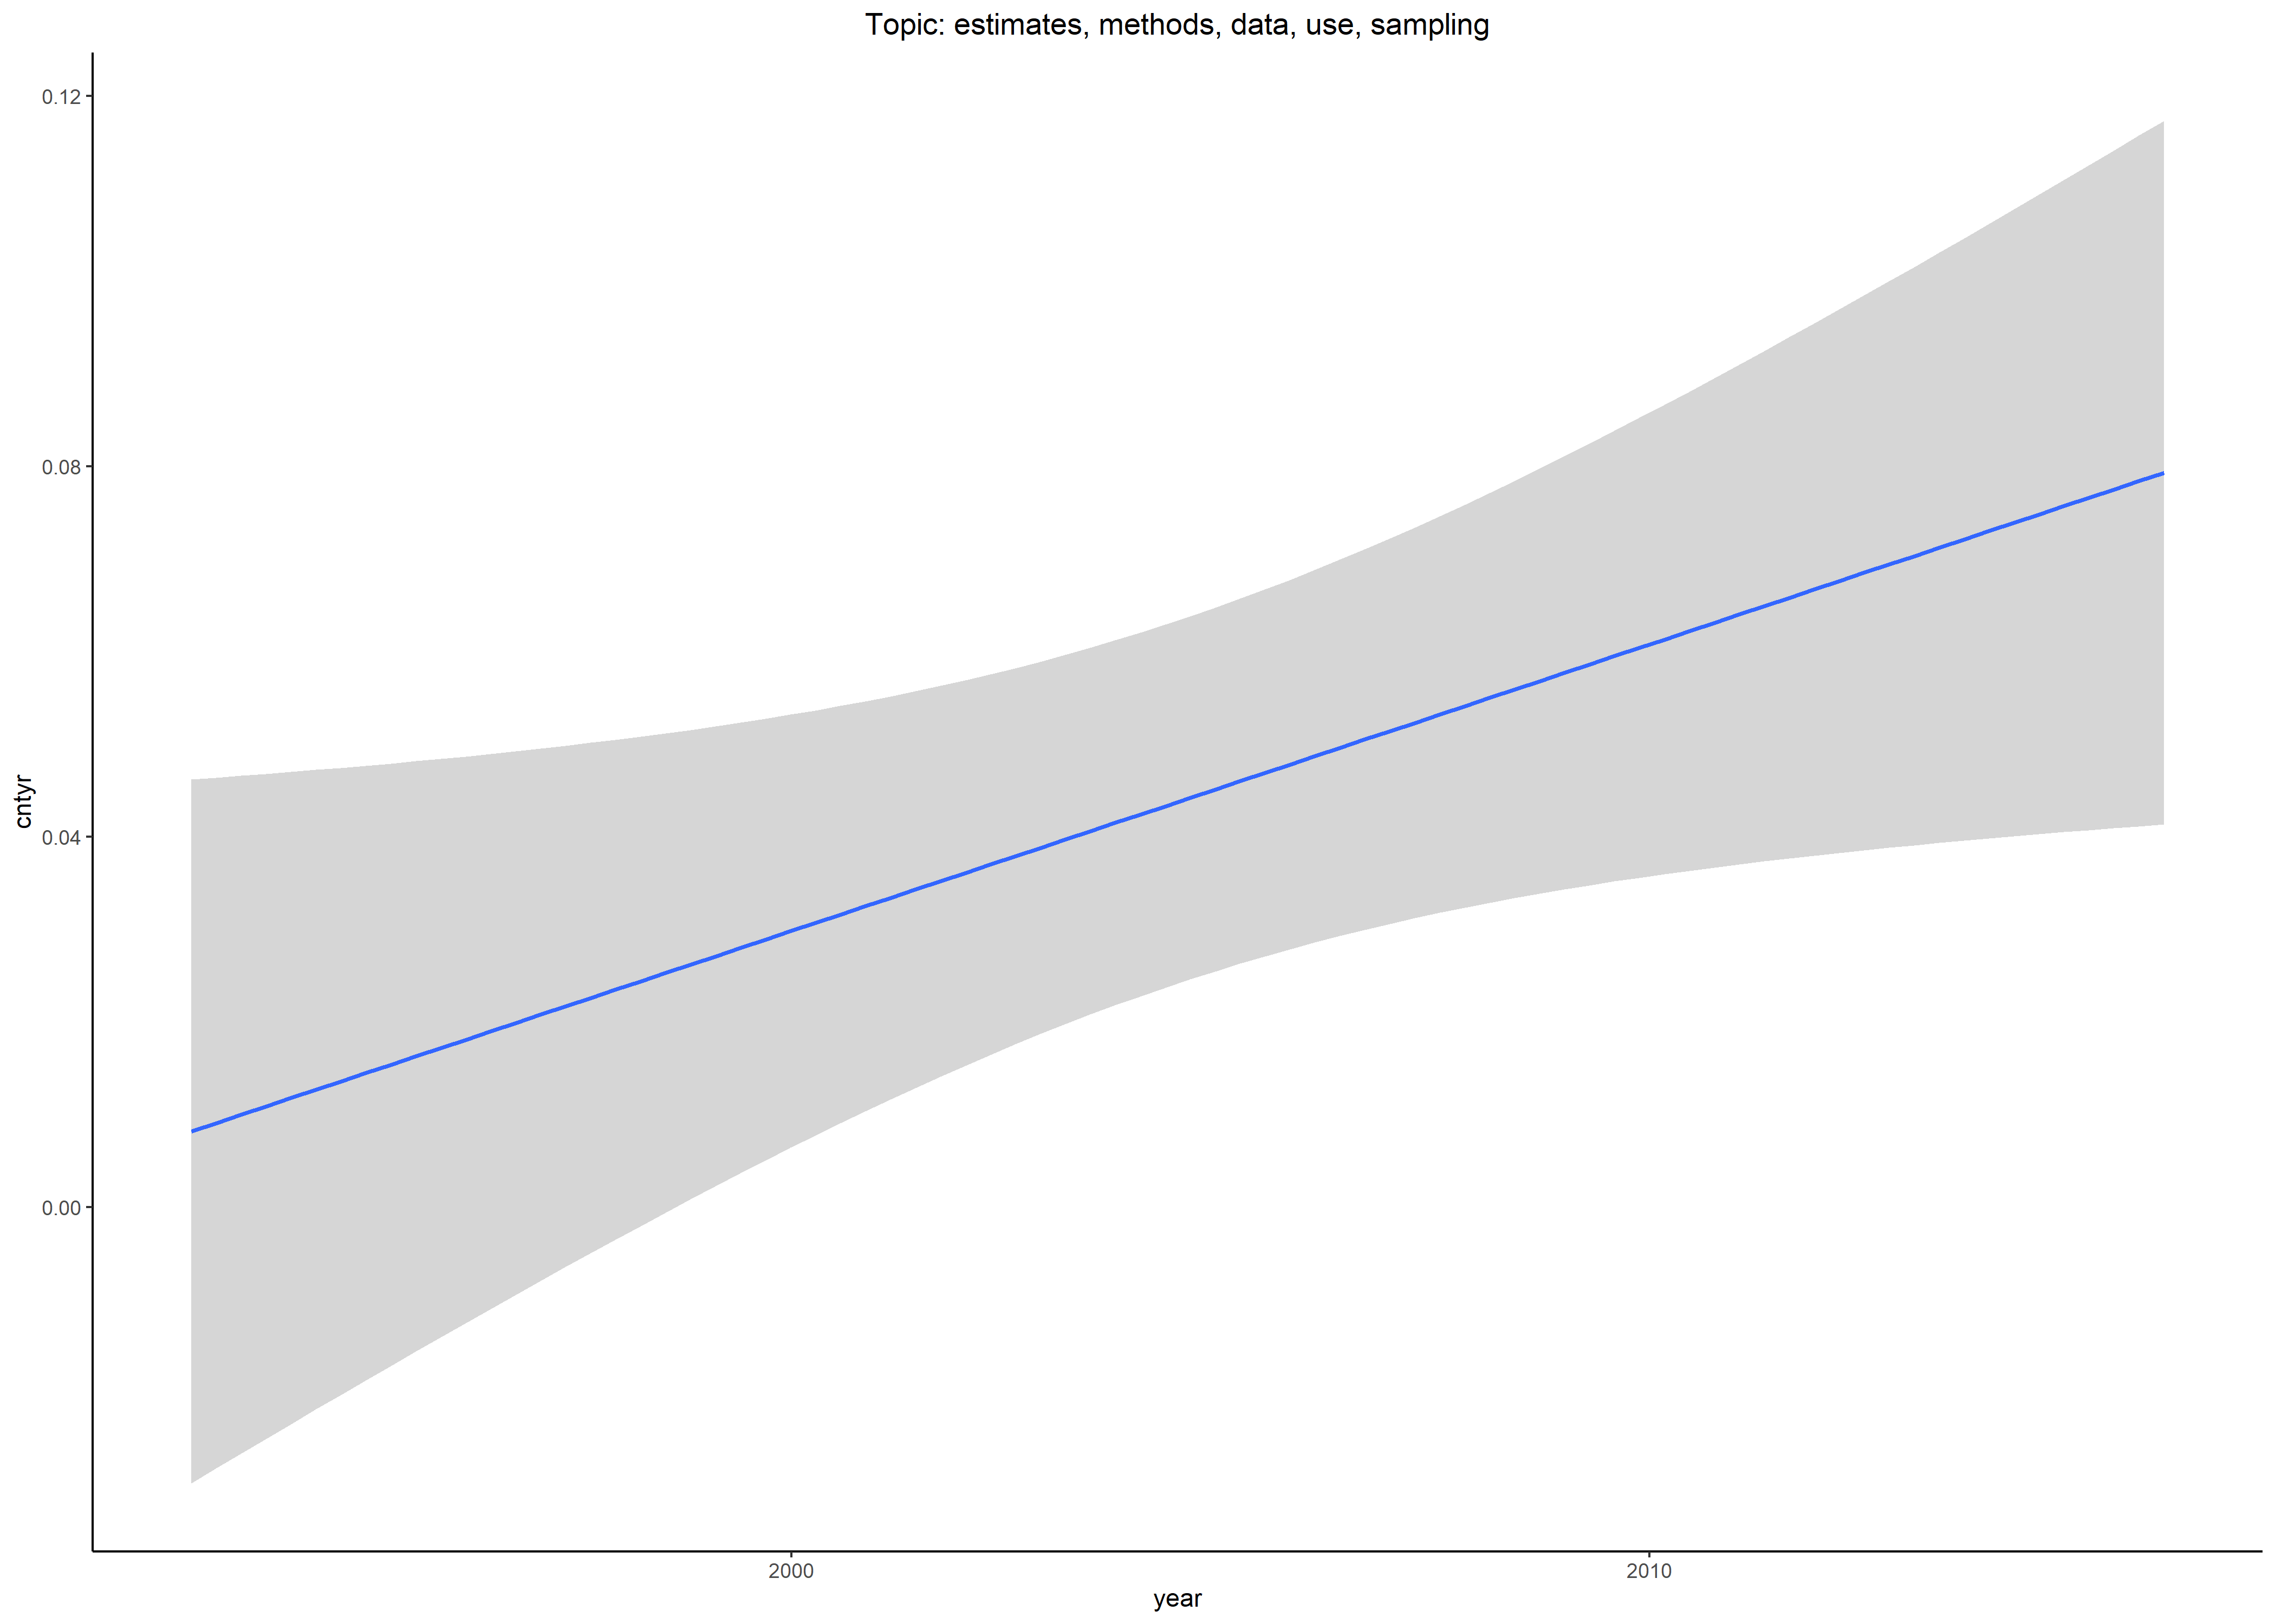 Topic: estimates, methods, data, use, sampling
0.12
0.08
0.04
0.00
cntyr
2000
2010
year